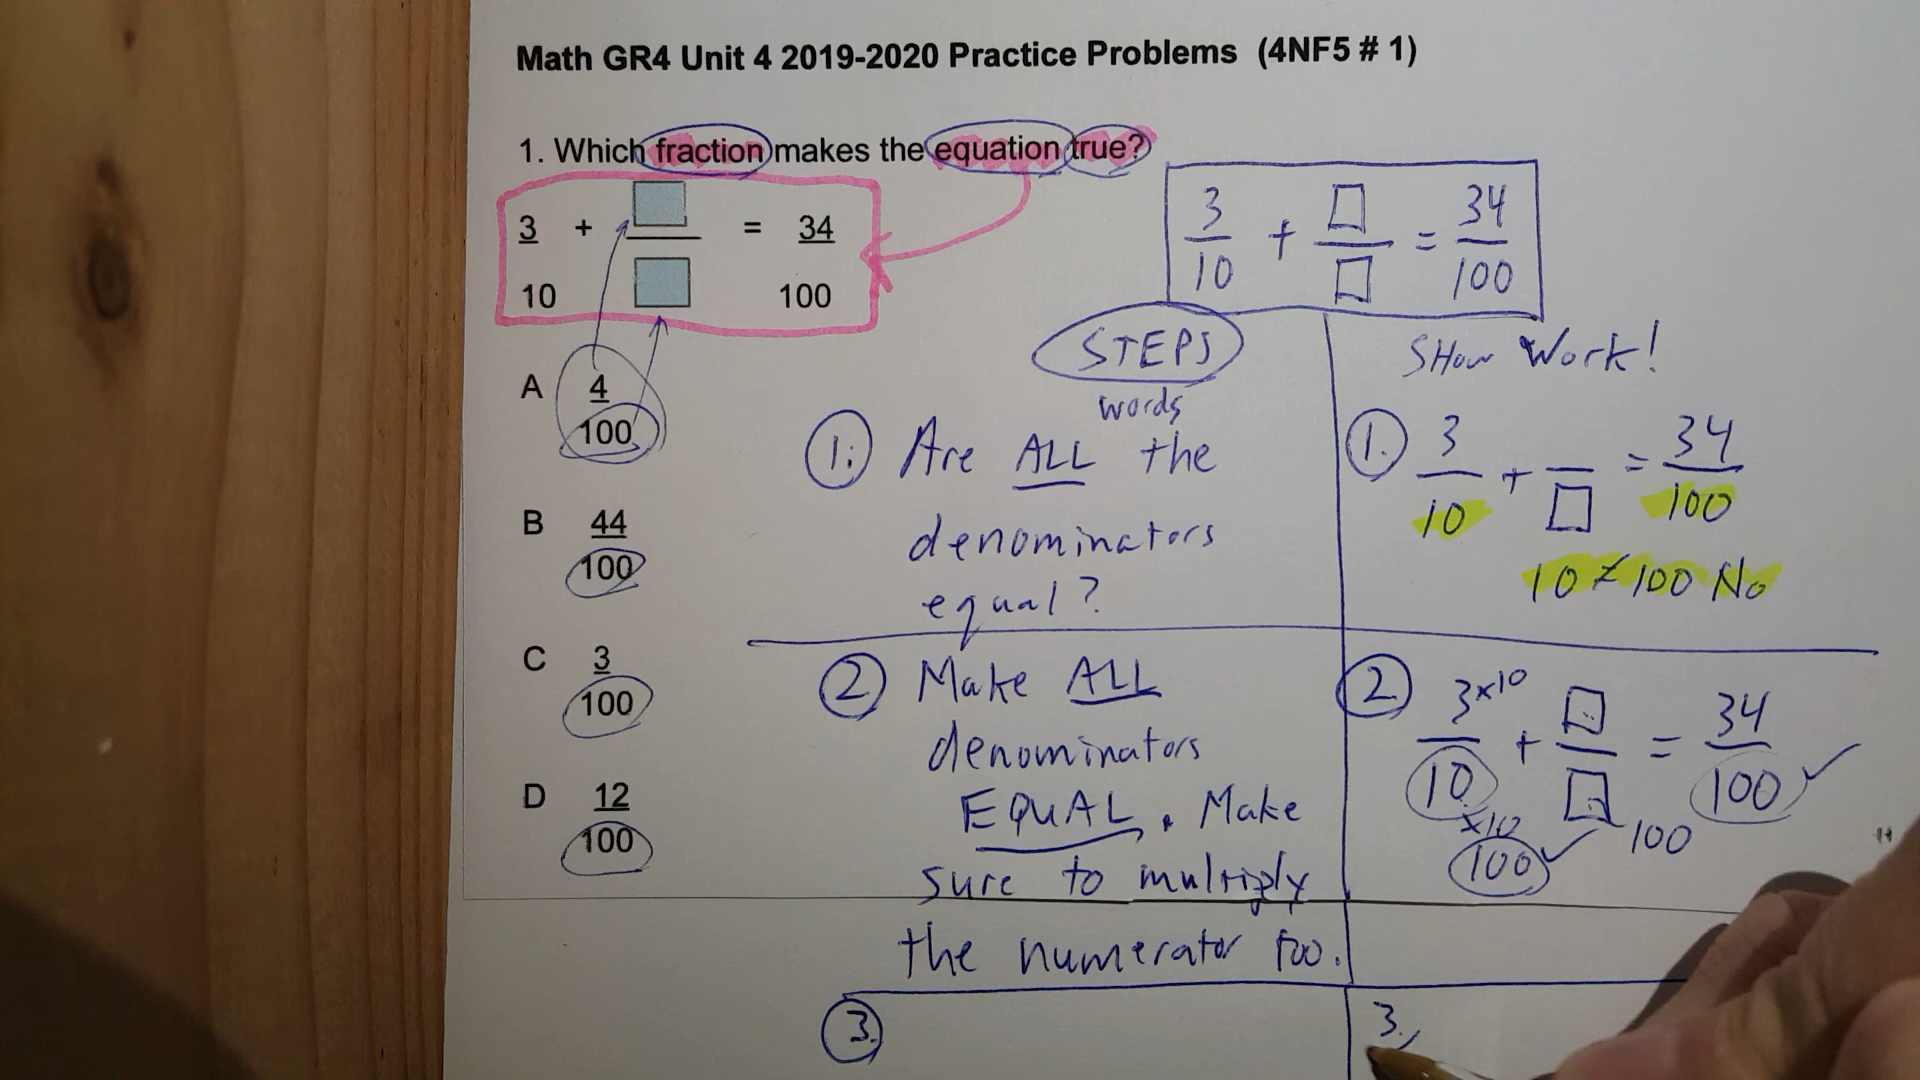 Math GR4 Unit 4 2019-2020 Practice Problems (4NF5 # 1)
1. Which fraction makes the equation true?
3 + = 34
10 100
A 4
100
B 44
100
C 3
100
D 12
100
3 + □ = 34
10 □ 100
STEPS
words
SHow Work!
1. Are ALL the
denominators
equal?
1. 3 + = 34
10 □ 100
10 ≠ 100 No
2 Make ALL
denominators
EQUAL. Make
sure to multiply
the numerator too.
2. 3x10 + □ = 34
10 □ 100
x10 100
100
3.
3.